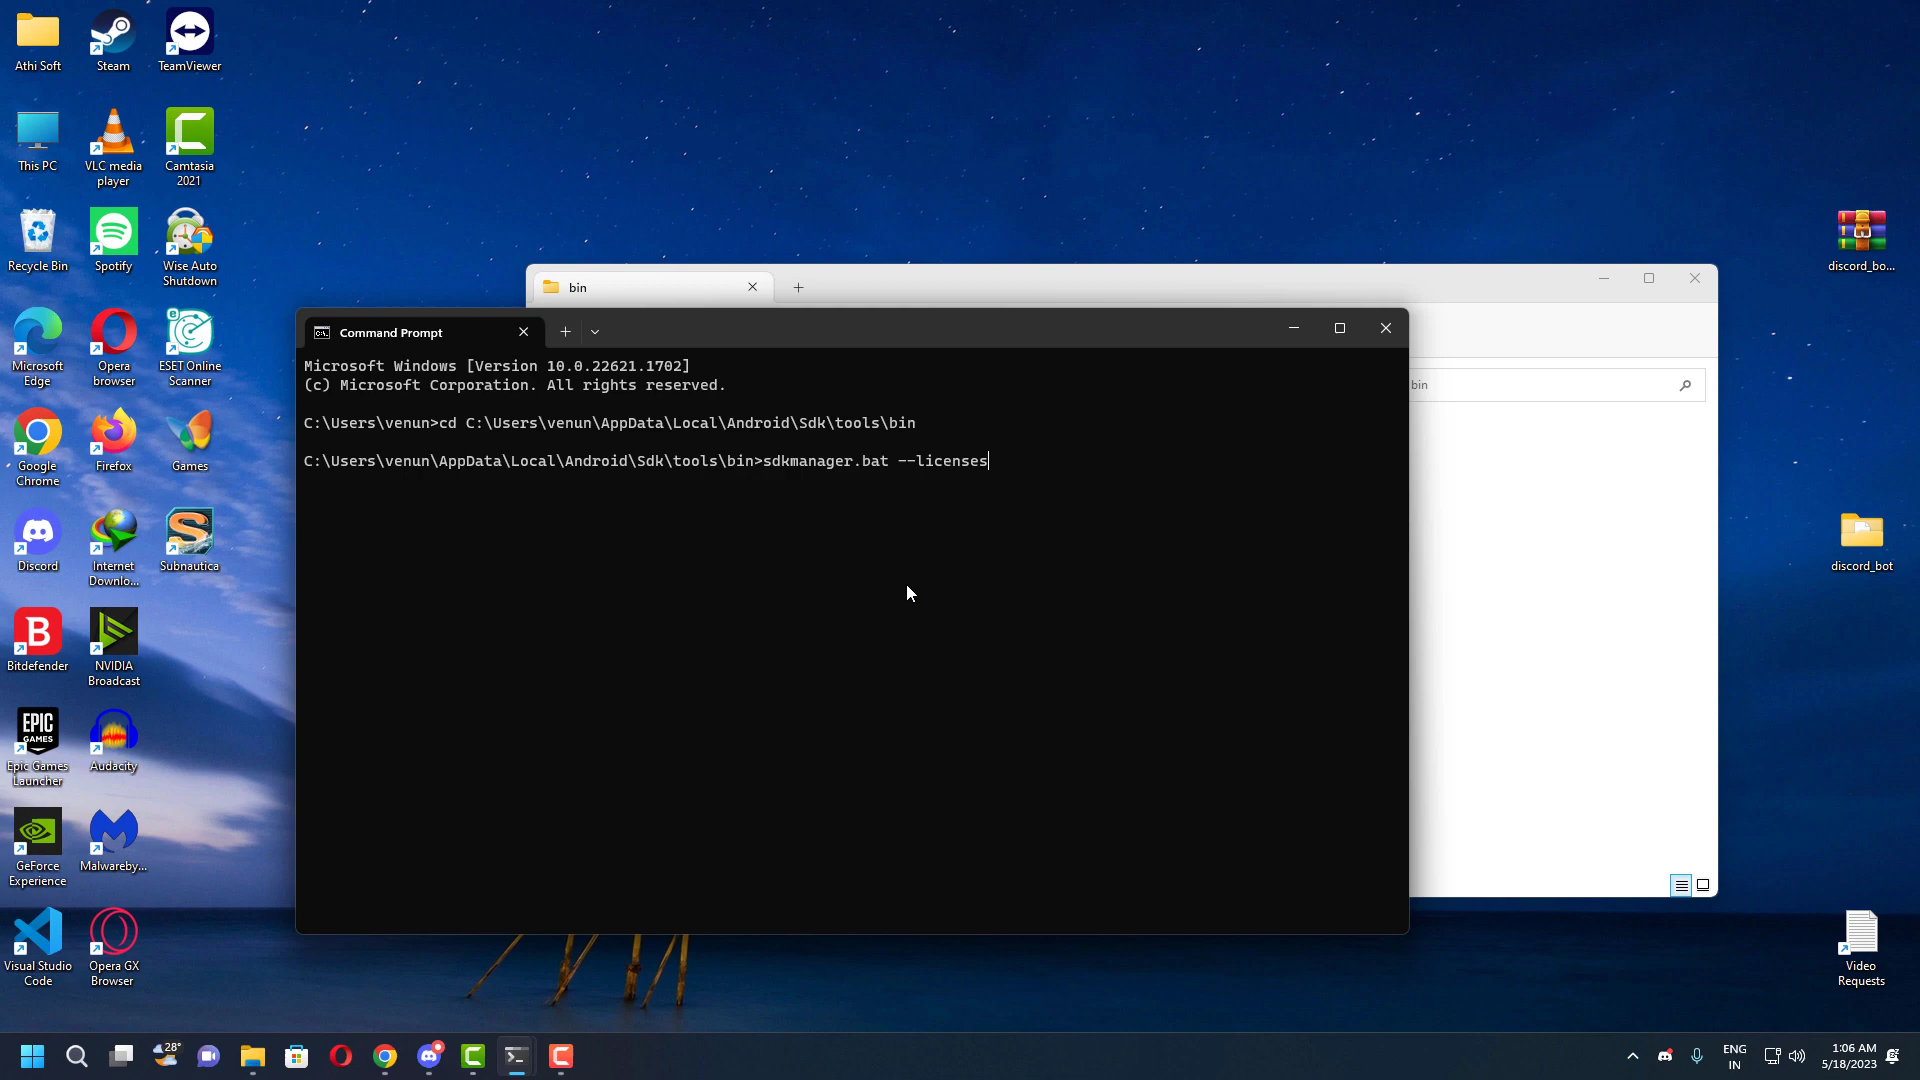 Athi Soft
Steam
TeamViewer
This PC
VLC media
player
Camtasia
2021
Recycle Bin
Spotify
Wise Auto
Shutdown
Microsoft
Edge
Opera
browser
ESET Online
Scanner
Google
Chrome
Firefox
Games
Discord
Internet
Downlo...
Subnautica
Bitdefender
NVIDIA
Broadcast
EPIC
GAMES
Epic Games
Launcher
Audacity
GeForce
Experience
Malwareby...
Visual Studio
Code
Opera GX
Browser
bin
bin
Command Prompt
Microsoft Windows [Version 10.0.22621.1702]
(c) Microsoft Corporation. All rights reserved.
C:\Users\venun>cd C:\Users\venun\AppData\Local\Android\Sdk\tools\bin
C:\Users\venun\AppData\Local\Android\Sdk\tools\bin>sdkmanager.bat --licenses
discord_bo...
discord_bot
Video
Requests
28°
ENG
IN
1:06 AM
5/18/2023